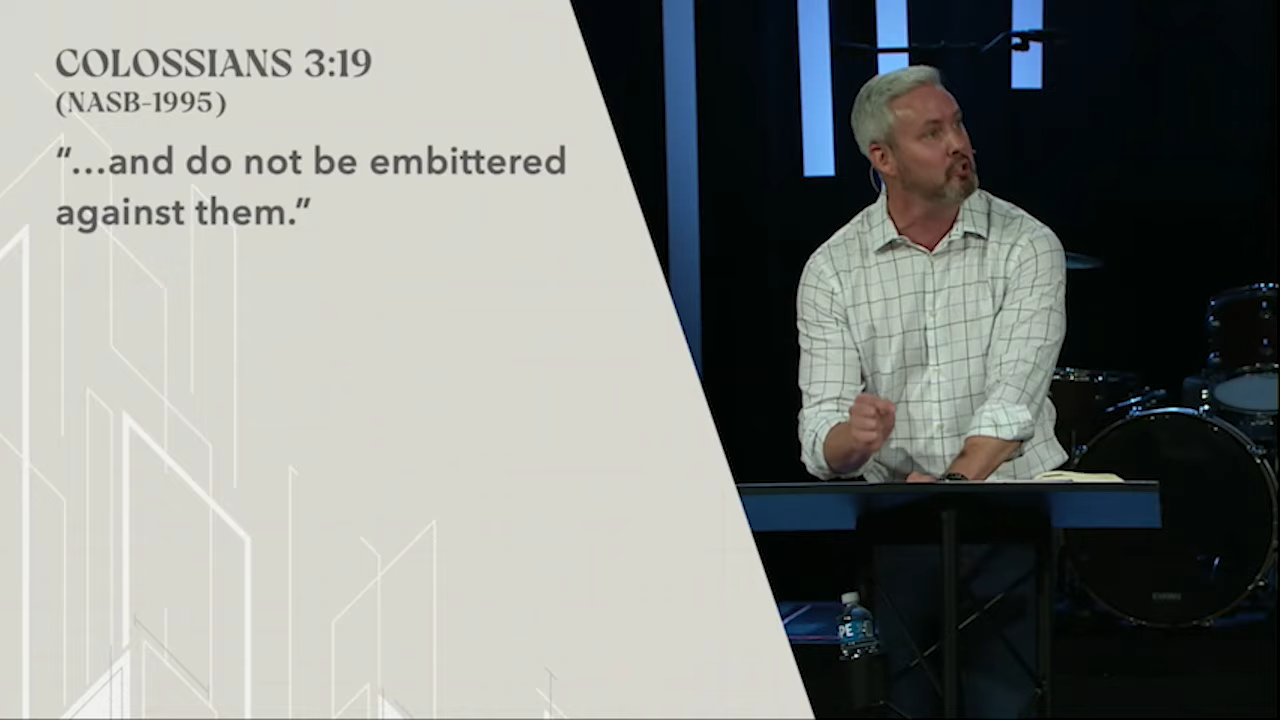 COLOSSIANS 3:19
(NASB-1995)
“...and do not be embittered
against them.”